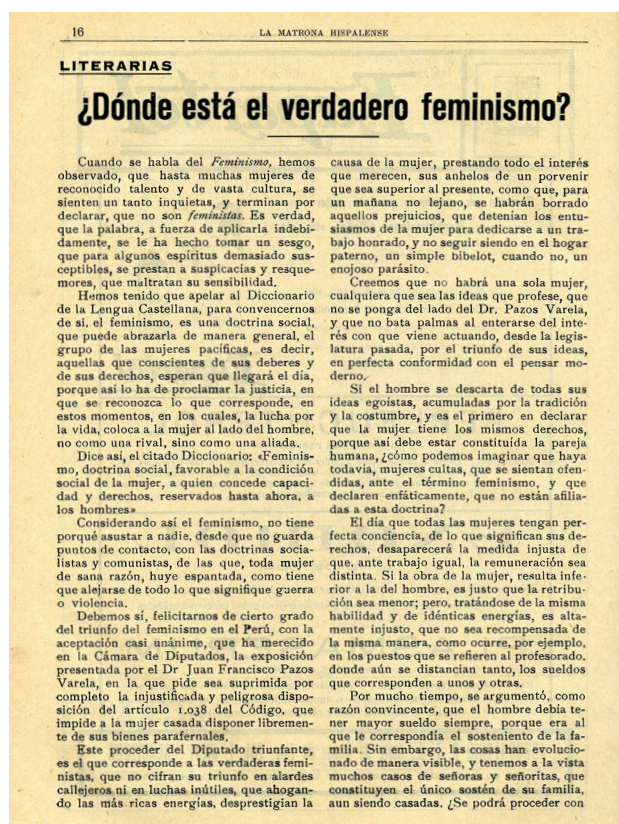 16
LA MATRONA HISPALENSE
LITERARIAS
¿Dónde está el verdadero feminismo?
Cuando se habla del Feminismo, hemos
observado, que hasta muchas mujeres de
reconocido talento y de vasta cultura, se
sienten un tanto inquietas, y terminan por
declarar, que no son feministas. Es verdad,
que la palabra, a fuerza de aplicarla indebi-
damente, se le ha hecho tomar un sesgo,
que para algunos espíritus demasiado sus-
ceptibles, se prestan a suspicacias y resque-
mores, que maltratan su sensibilidad.
Hemos tenido que apelar al Diccionario
de la Lengua Castellana, para convencernos
de si, el feminismo, es una doctrina social,
que puede abrazarla de manera general, el
grupo de las mujeres pacíficas, es decir,
aquellas que conscientes de sus deberes y
de sus derechos, esperan que llegará el día,
porque así lo ha de proclamar la justicia, en
que se reconozca lo que corresponde, en
estos momentos, en los cuales, la lucha por
la vida, coloca a la mujer al lado del hombre,
no como una rival, sino como una aliada.
Dice así, el citado Diccionario: «Feminis-
mo, doctrina social, favorable a la condición
social de la mujer, a quien concede capaci-
dad y derechos, reservados hasta ahora, a
los hombres»
Considerando así el feminismo, no tiene
porqué asustar a nadie, desde que no guarda
puntos de contacto, con las doctrinas socia-
listas y comunistas, de las que, toda mujer
de sana razón, huye espantada, como tiene
que alejarse de todo lo que signifique guerra
o violencia.
Debemos sí, felicitarnos de cierto grado
del triunfo del feminismo en el Perú, con la
aceptación casi unánime, que ha merecido
en la Cámara de Diputados, la exposición
presentada por el Dr Juan Francisco Pazos
Varela, en la que pide sea suprimida por
completo la injustificada y peligrosa dispo-
sición del artículo 1.038 del Código, que
impide a la mujer casada disponer libremen-
te de sus bienes parafernales.
Este proceder del Diputado triunfante,
es el que corresponde a las verdaderas femi-
nistas, que no cifran su triunfo en alardes
callejeros ni en luchas inútiles, que ahogan-
do las más ricas energías, desprestigian la
causa de la mujer, prestando todo el interés
que merecen, sus anhelos de un porvenir
que sea superior al presente, como que, para
un mañana no lejano, se habrán borrado
aquellos prejuicios, que detenían los entu-
siasmos de la mujer para dedicarse a un tra-
bajo honrado, y no seguir siendo en el hogar
paterno, un simple bibelot, cuando no, un
enojoso parásito.
Creemos que no habrá una sola mujer,
cualquiera que sea las ideas que profese, que
no se ponga del lado del Dr. Pazos Varela,
y que no bata palmas al enterarse del inte-
rés con que viene actuando, desde la legis-
latura pasada, por el triunfo de sus ideas,
en perfecta conformidad con el pensar mo-
derno.
Si el hombre se descarta de todas sus
ideas egoístas, acumuladas por la tradición
y la costumbre, y es el primero en declarar
que la mujer tiene los mismos derechos,
porque así debe estar constituída la pareja
humana, ¿cómo podemos imaginar que haya
todavía, mujeres cultas, que se sientan ofen-
didas, ante el término feminismo, y que
declaren enfáticamente, que no están afilia-
das a esta doctrina?
El día que todas las mujeres tengan per-
fecta conciencia, de lo que significan sus de-
rechos, desaparecerá la medida injusta de
que, ante trabajo igual, la remuneración sea
distinta. Si la obra de la mujer, resulta infe-
rior a la del hombre, es justo que la retribu-
ción sea menor; pero, tratándose de la misma
habilidad y de idénticas energías, es alta-
mente injusto, que no sea recompensada de
la misma manera, como ocurre, por ejemplo,
en los puestos que se refieren al profesorado,
donde aún se distancian tanto, los sueldos
que corresponden a unos y otras.
Por mucho tiempo, se argumentó, como
razón convincente, que el hombre debía te-
ner mayor sueldo siempre, porque era al
que le correspondía el sosteniento de la fa-
milia. Sin embargo, las cosas han evolucio-
nado de manera visible, y tenemos a la vista
muchos casos de señoras y señoritas, que
constituyen el único sostén de su familia,
aun siendo casadas. ¿Se podrá proceder con